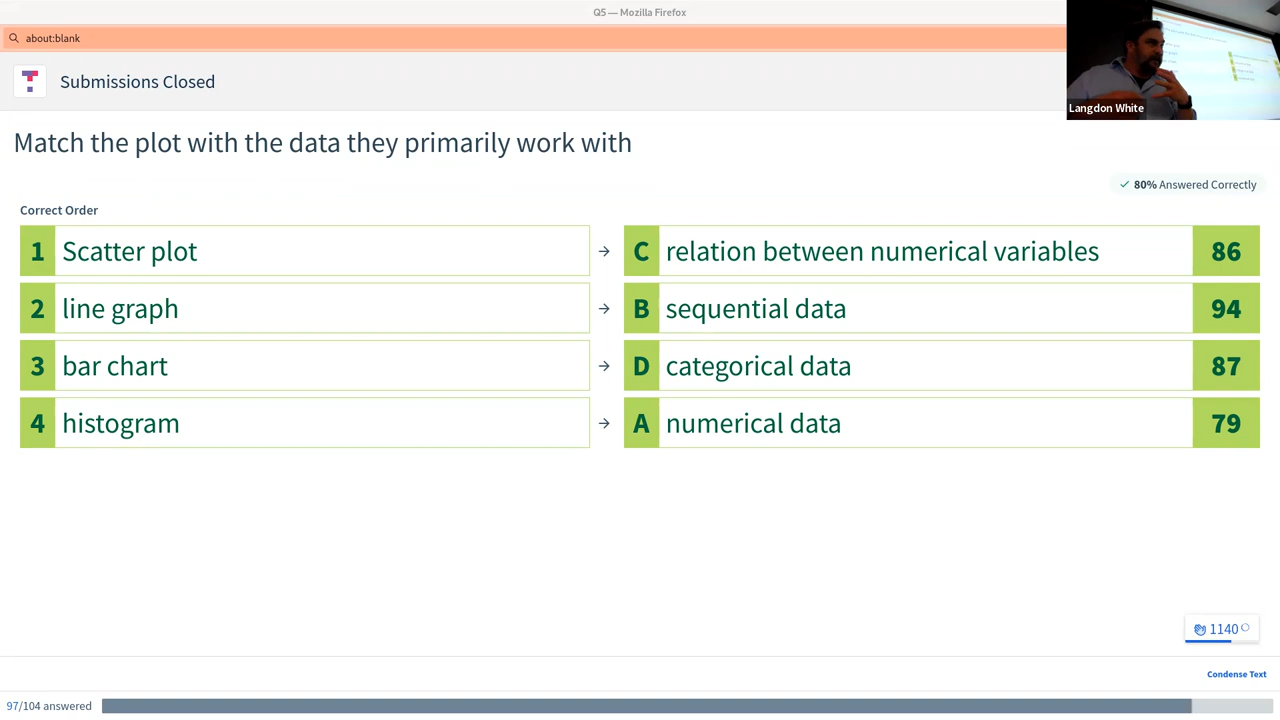 Q5 — Mozilla Firefox
about:blank
Submissions Closed
Langdon White
Match the plot with the data they primarily work with
80% Answered Correctly
Correct Order
1 Scatter plot → C relation between numerical variables 86
2 line graph → B sequential data 94
3 bar chart → D categorical data 87
4 histogram → A numerical data 79
1140
Condense Text
97/104 answered